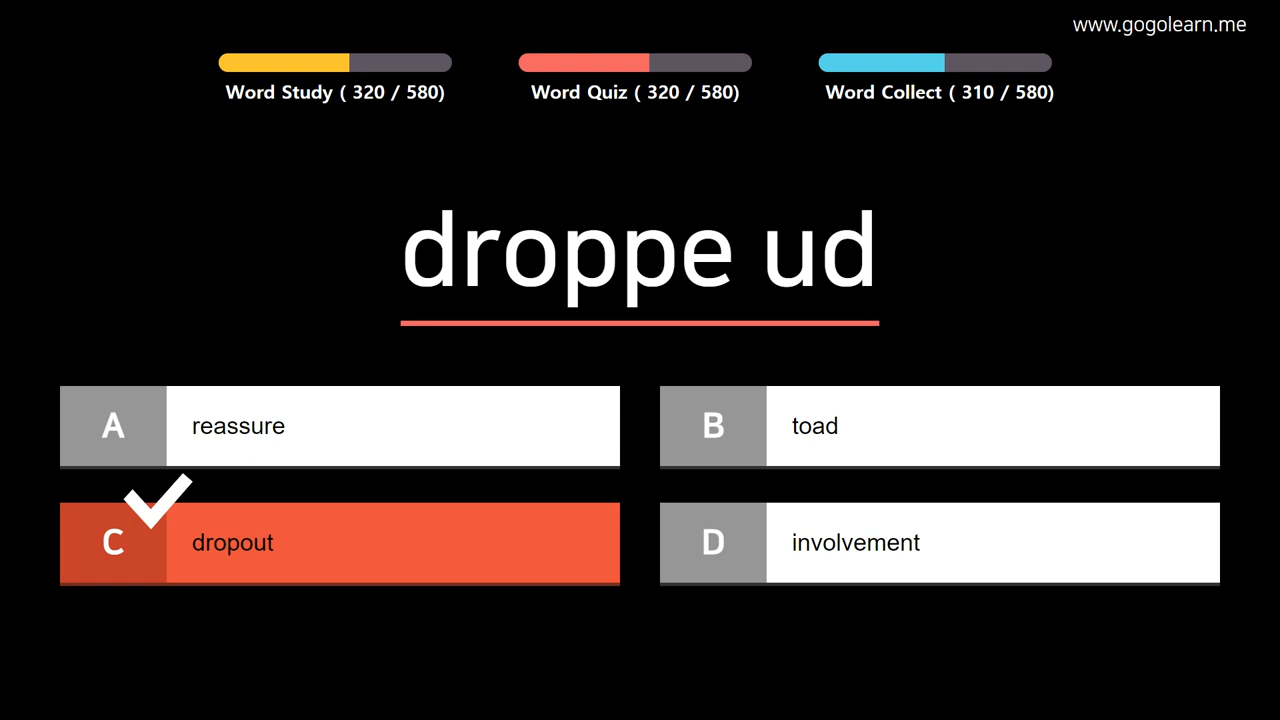 www.gogolearn.me
Word Study ( 320 / 580)
Word Quiz ( 320 / 580)
Word Collect ( 310 / 580)
droppe ud
A reassure
B toad
C dropout
D involvement